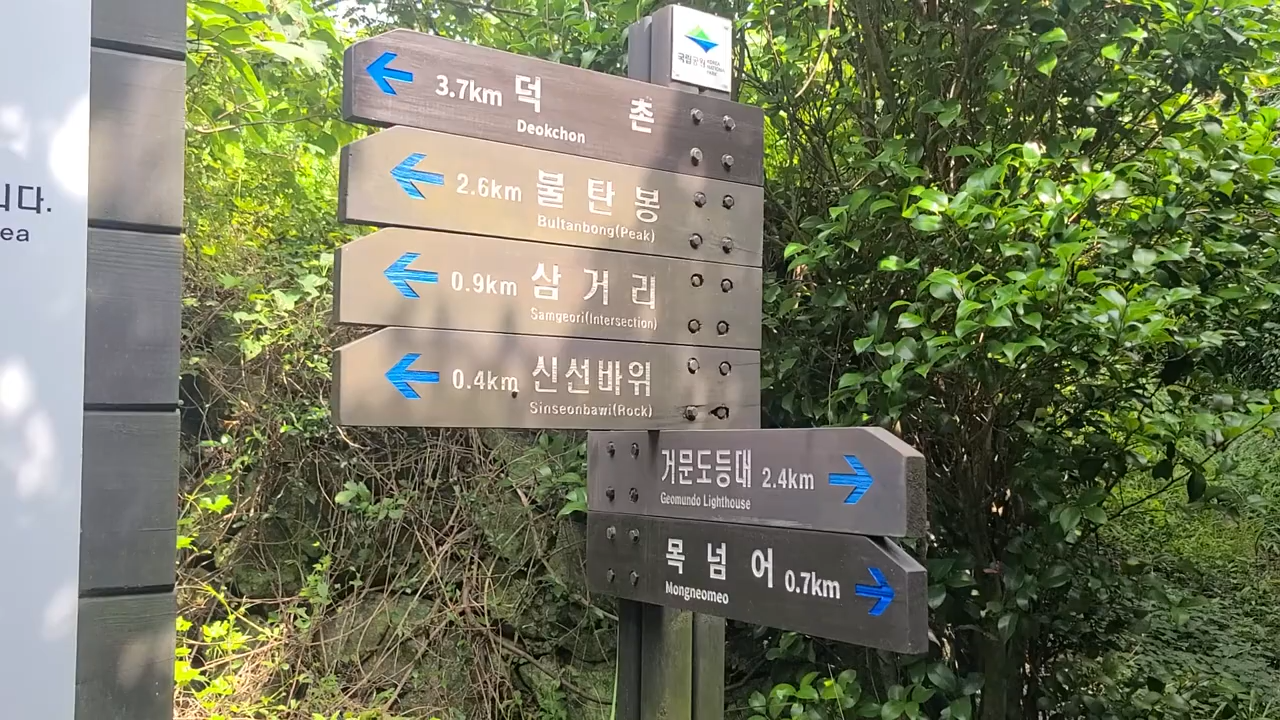 국립공원 KOREA NATIONAL PARK
3.7km 덕 촌
Deokchon
2.6km 불 탄 봉
Bultanbong(Peak)
0.9km 삼 거 리
Samgeori(Intersection)
0.4km 신선바위
Sinseonbawi(Rock)
거문도등대 2.4km
Geomundo Lighthouse
목 넘 어 0.7km
Mongneomeo
니다.
ea